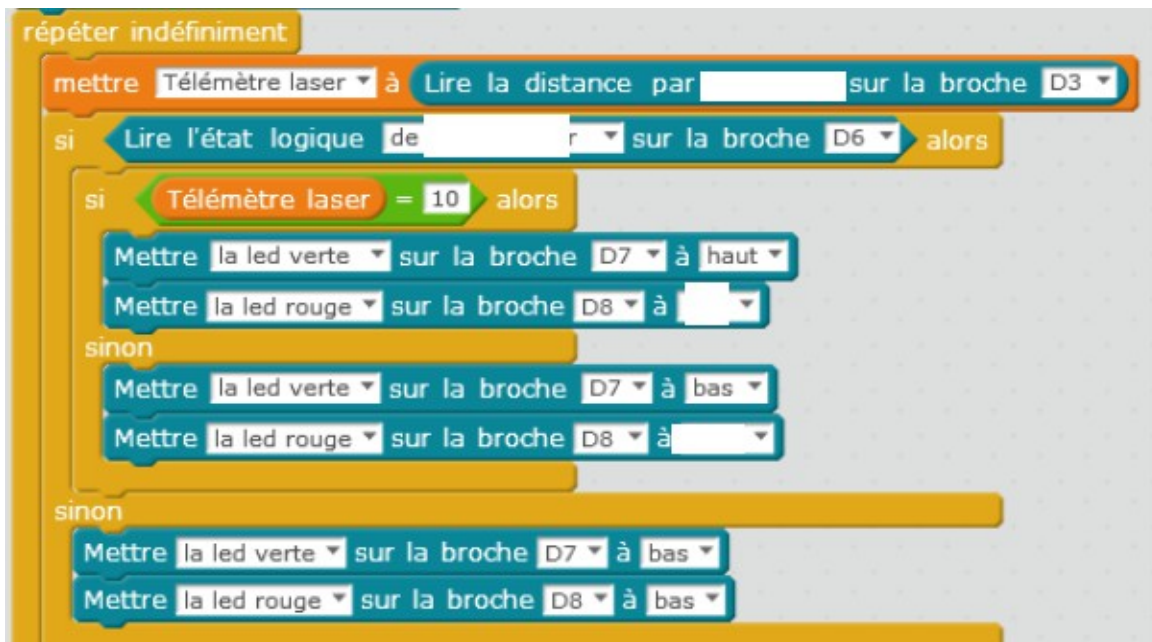 répéter indéfiniment
mettre Télémètre laser à Lire la distance par sur la broche D3
si Lire l'état logique de r sur la broche D6 alors
si Télémètre laser = 10 alors
Mettre la led verte sur la broche D7 à haut
Mettre la led rouge sur la broche D8 à
sinon
Mettre la led verte sur la broche D7 à bas
Mettre la led rouge sur la broche D8 à
sinon
Mettre la led verte sur la broche D7 à bas
Mettre la led rouge sur la broche D8 à bas